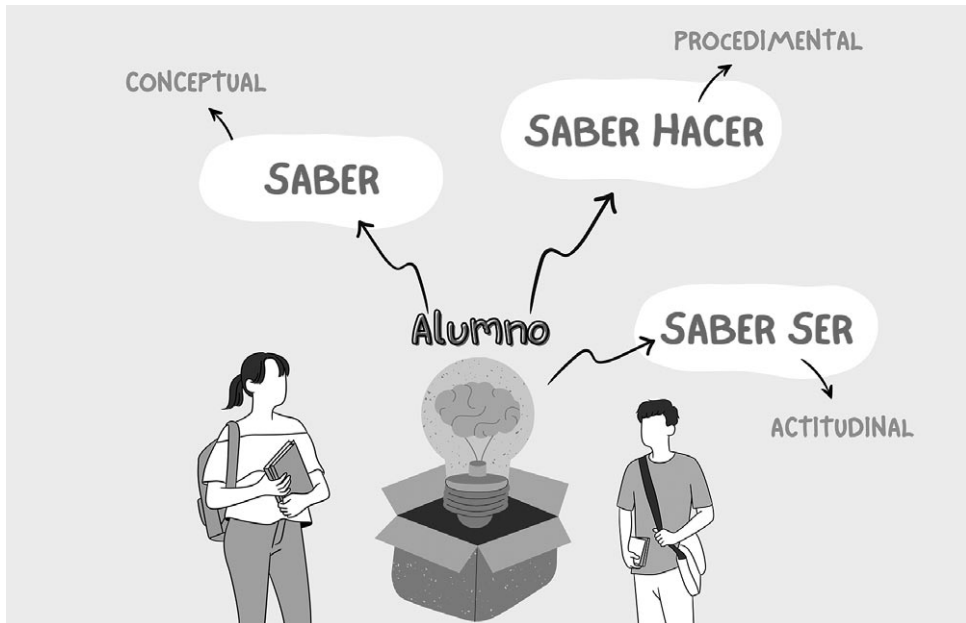 PROCEDIMENTAL
CONCEPTUAL
SABER HACER
SABER
Alumno
SABER SER
ACTITUDINAL